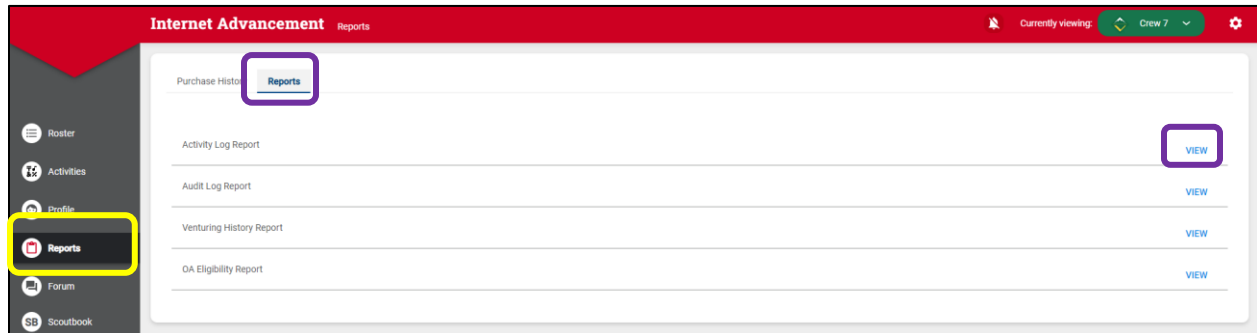 Internet Advancement Reports Currently viewing: Crew 7
Purchase Histor Reports
Roster
Activities
Profile
Reports
Forum
SB Scoutbook
Activity Log Report VIEW
Audit Log Report VIEW
Venturing History Report VIEW
OA Eligibility Report VIEW